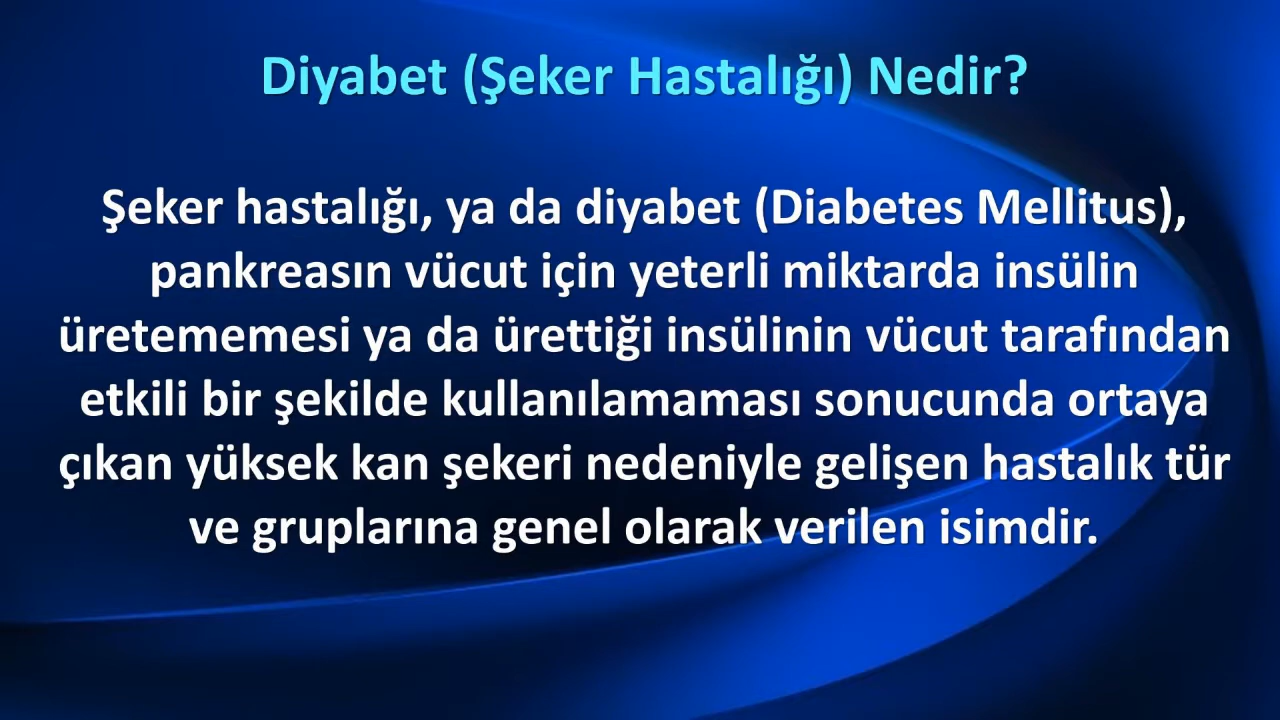 Diyabet (Şeker Hastalığı) Nedir?
Şeker hastalığı, ya da diyabet (Diabetes Mellitus),
pankreasın vücut için yeterli miktarda insülin
üretememesi ya da ürettiği insülinin vücut tarafından
etkili bir şekilde kullanılamaması sonucunda ortaya
çıkan yüksek kan şekeri nedeniyle gelişen hastalık tür
ve gruplarına genel olarak verilen isimdir.